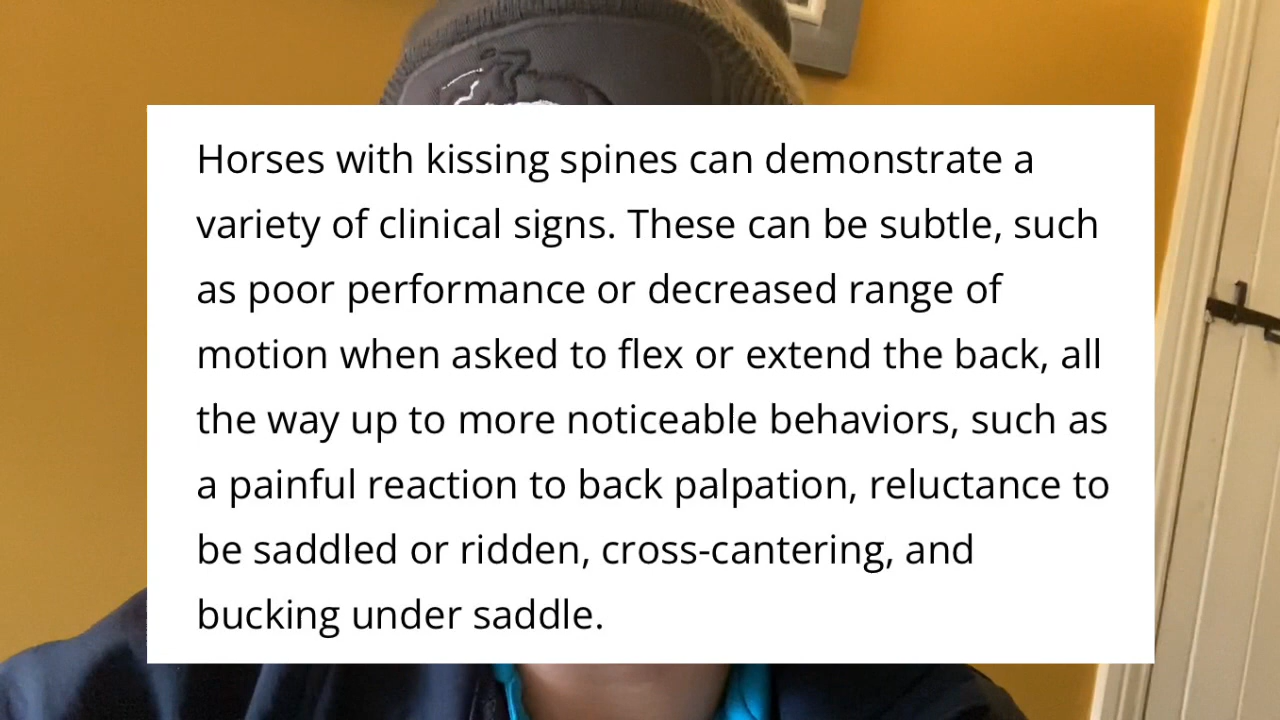 Horses with kissing spines can demonstrate a
variety of clinical signs. These can be subtle, such
as poor performance or decreased range of
motion when asked to flex or extend the back, all
the way up to more noticeable behaviors, such as
a painful reaction to back palpation, reluctance to
be saddled or ridden, cross-cantering, and
bucking under saddle.